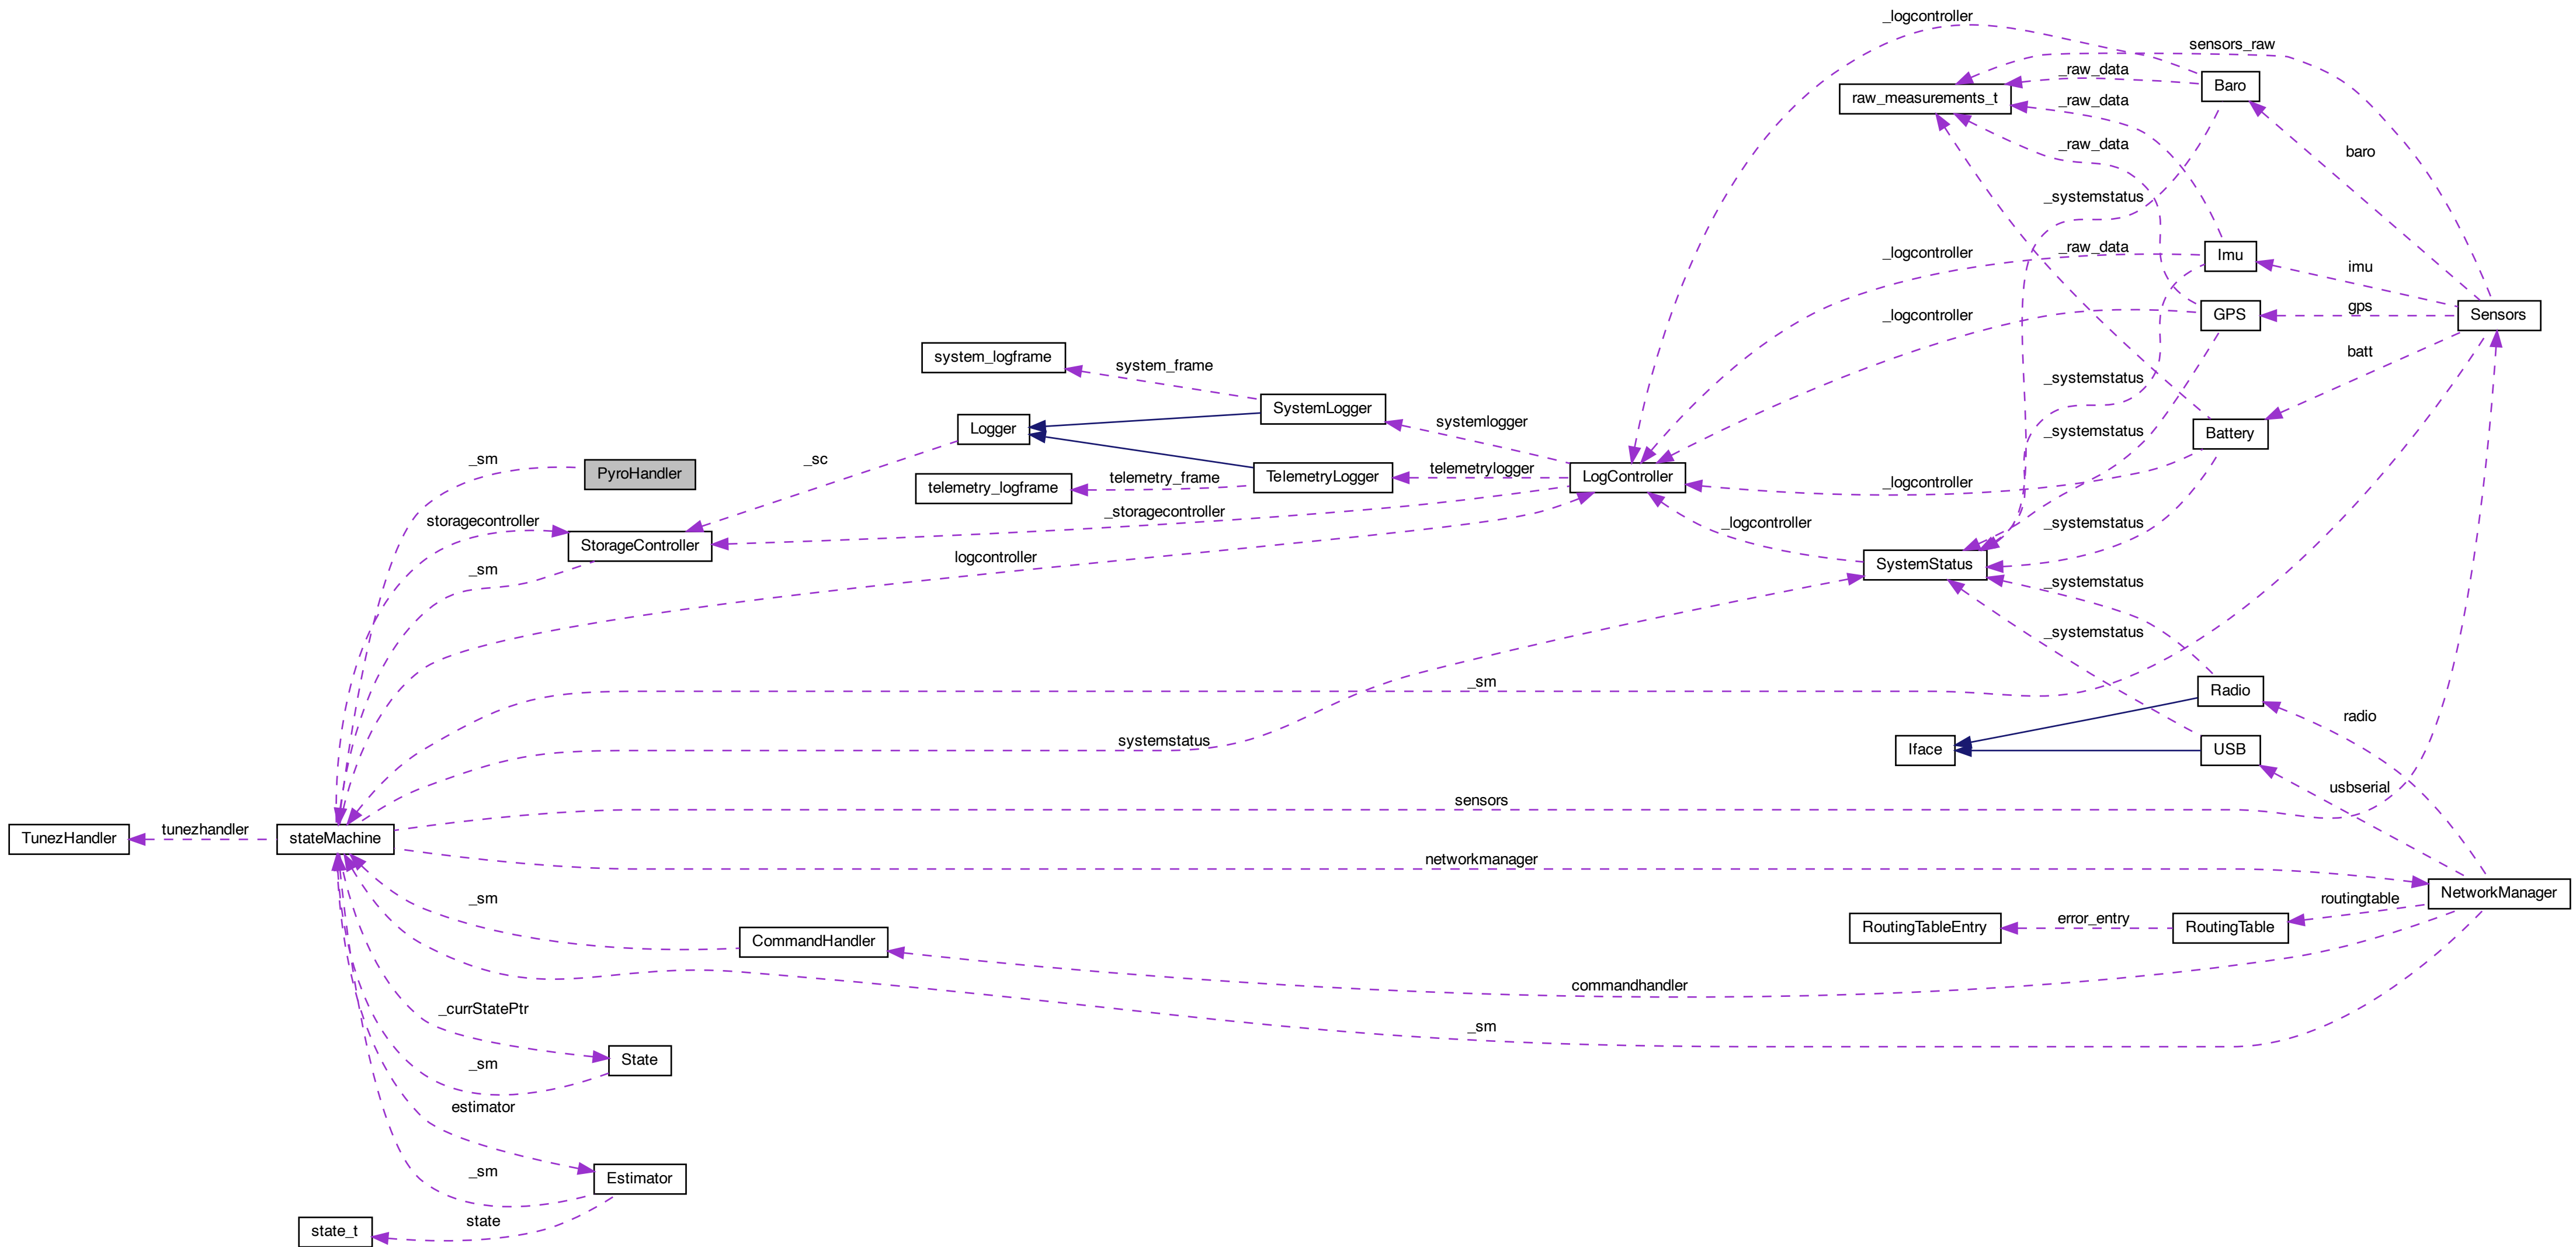 _logcontroller
sensors_raw
_raw_data
Baro
raw_measurements_t
_raw_data
_raw_data
baro
_systemstatus
_logcontroller
_raw_data
Imu
imu
gps
_logcontroller
GPS
Sensors
system_logframe
system_frame
batt
_systemstatus
SystemLogger
systemlogger
Logger
_systemstatus
Battery
_sm
_sc
PyroHandler
telemetrylogger
TelemetryLogger
LogController
telemetry_frame
telemetry_logframe
_logcontroller
storagecontroller
_storagecontroller
_logcontroller
_systemstatus
StorageController
logcontroller
_sm
SystemStatus
_systemstatus
_systemstatus
_sm
Radio
radio
systemstatus
Iface
USB
usbserial
sensors
tunezhandler
TunezHandler
stateMachine
networkmanager
NetworkManager
_sm
routingtable
error_entry
RoutingTableEntry
RoutingTable
CommandHandler
commandhandler
_currStatePtr
_sm
State
_sm
estimator
_sm
Estimator
state
state_t